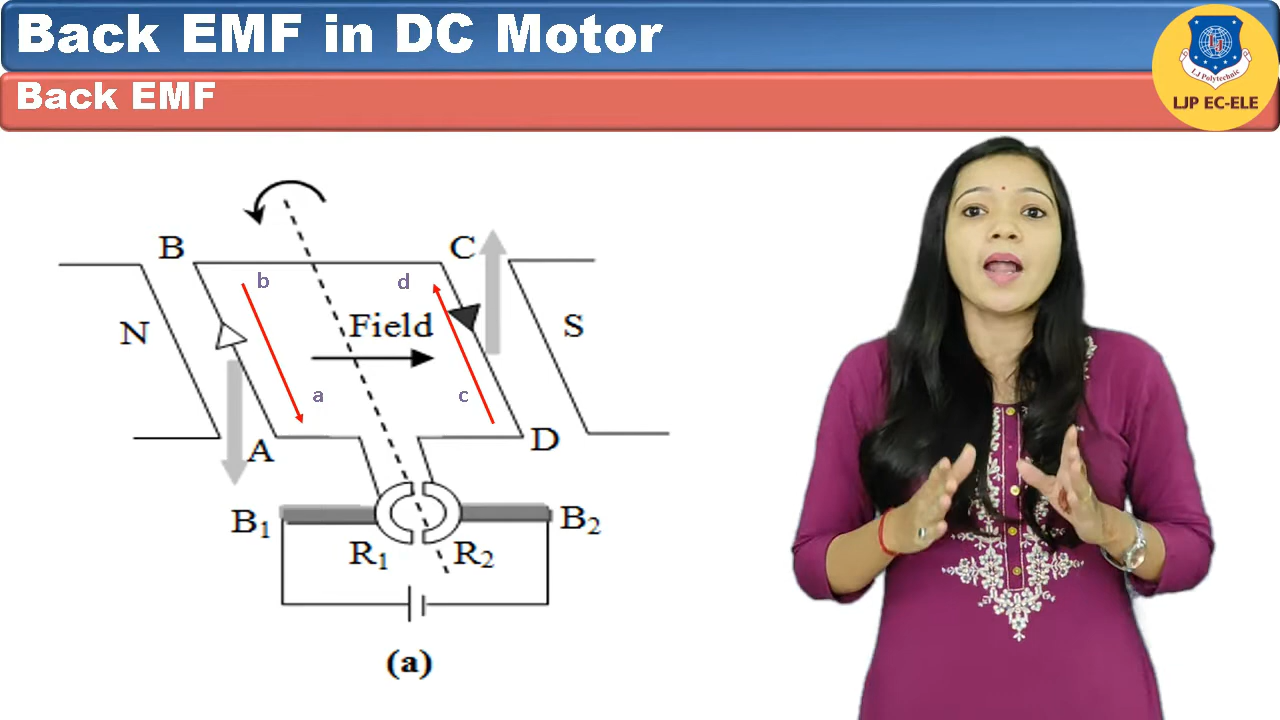 Back EMF in DC Motor
Back EMF
LJ Polytechnic
LJP EC-ELE
B
C
b
d
N
Field
S
a
c
A
D
B1
B2
R1
R2
(a)